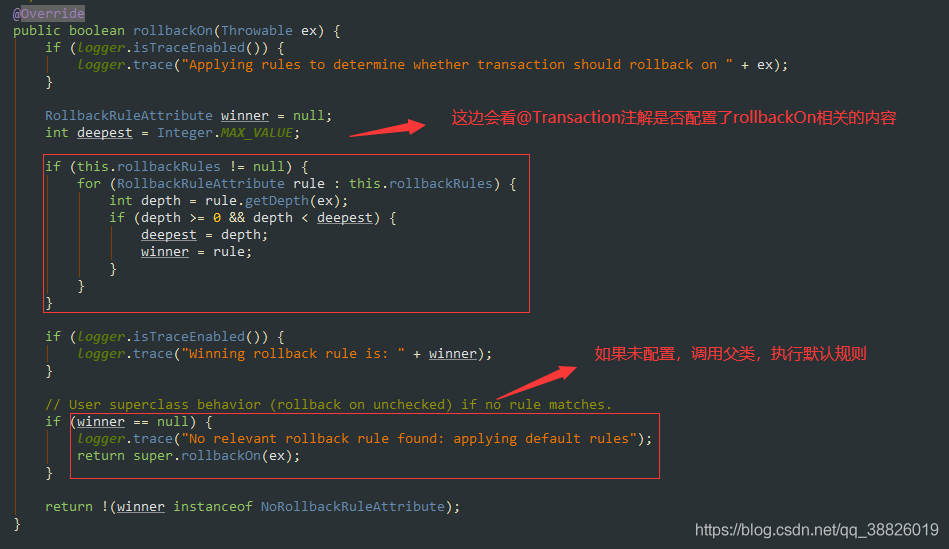 @Override
public boolean rollbackOn(Throwable ex) {
if (logger.isTraceEnabled()) {
logger.trace("Applying rules to determine whether transaction should rollback on " + ex);
}
RollbackRuleAttribute winner = null;
int deepest = Integer.MAX_VALUE;
这边会看@Transaction注解是否配置了rollbackOn相关的内容
if (this.rollbackRules != null) {
for (RollbackRuleAttribute rule : this.rollbackRules) {
int depth = rule.getDepth(ex);
if (depth >= 0 && depth < deepest) {
deepest = depth;
winner = rule;
}
}
}
if (logger.isTraceEnabled()) {
logger.trace("Winning rollback rule is: " + winner);
}
如果未配置，调用父类，执行默认规则
// User superclass behavior (rollback on unchecked) if no rule matches.
if (winner == null) {
logger.trace("No relevant rollback rule found: applying default rules");
return super.rollbackOn(ex);
}
return !(winner instanceof NoRollbackRuleAttribute);
}
https://blog.csdn.net/qq_38826019